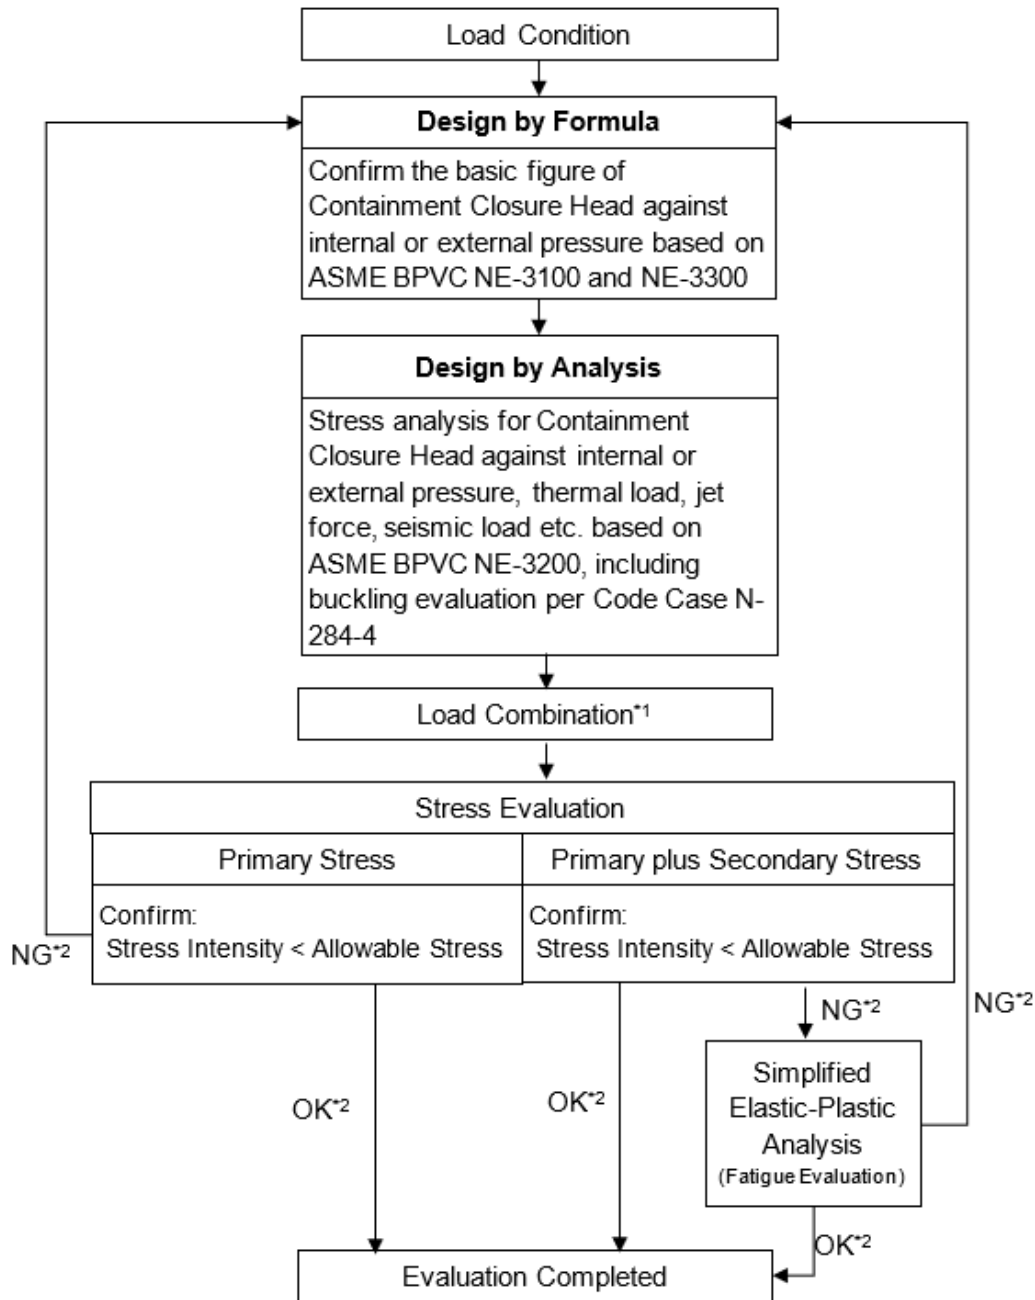 Load Condition
Design by Formula
Confirm the basic figure of
Containment Closure Head against
internal or external pressure based on
ASME BPVC NE-3100 and NE-3300
Design by Analysis
Stress analysis for Containment
Closure Head against internal or
external pressure, thermal load, jet
force, seismic load etc. based on
ASME BPVC NE-3200, including
buckling evaluation per Code Case N-
284-4
Load Combination*1
Stress Evaluation
Primary Stress
Primary plus Secondary Stress
Confirm:
Stress Intensity < Allowable Stress
Confirm:
Stress Intensity < Allowable Stress
NG*2
NG*2
NG*2
Simplified
Elastic-Plastic
Analysis
(Fatigue Evaluation)
OK*2
OK*2
OK*2
Evaluation Completed